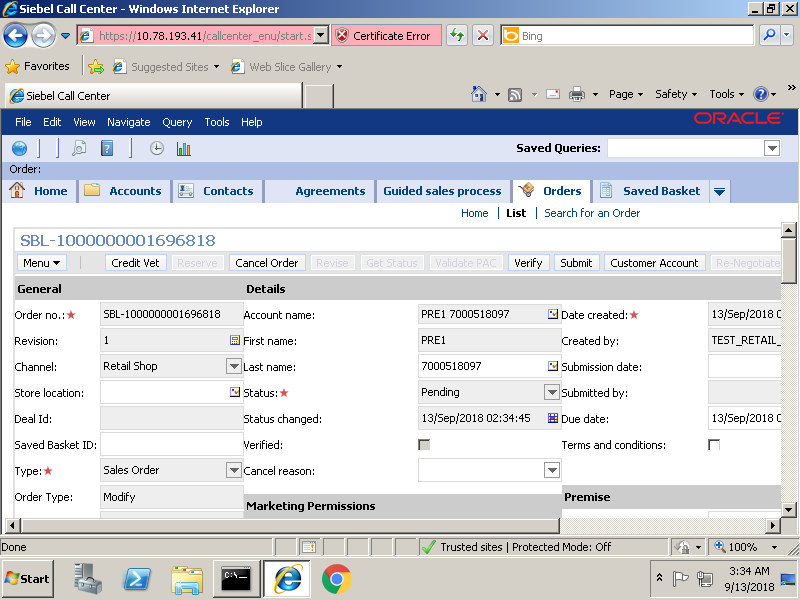 Siebel Call Center - Windows Internet Explorer
https://10.78.193.41/callcenter_enu/start.s
Certificate Error
Bing
Favorites
Suggested Sites
Web Slice Gallery
Siebel Call Center
Page
Safety
Tools
»
File Edit View Navigate Query Tools Help
ORACLE
Saved Queries:
Order:
Home Accounts Contacts Agreements Guided sales process Orders Saved Basket
Home | List | Search for an Order
SBL-1000000001696818
Menu Credit Vet Reserve Cancel Order Revise Get Status Validate PAC Verify Submit Customer Account Re-Negotiate
General Details
Order no.:★ SBL-1000000001696818 Account name: PRE1 7000518097 Date created:★ 13/Sep/2018 0
Revision: 1 First name: PRE1 Created by: TEST_RETAIL_
Channel: Retail Shop Last name: 7000518097 Submission date:
Store location: Status:★ Pending Submitted by:
Deal Id: Status changed: 13/Sep/2018 02:34:45 Due date: 13/Sep/2018 0
Saved Basket ID: Verified: Terms and conditions:
Type:★ Sales Order Cancel reason:
Order Type: Modify Marketing Permissions Premise
Done Trusted sites | Protected Mode: Off 100%
Start
C:\.
3:34 AM
9/13/2018